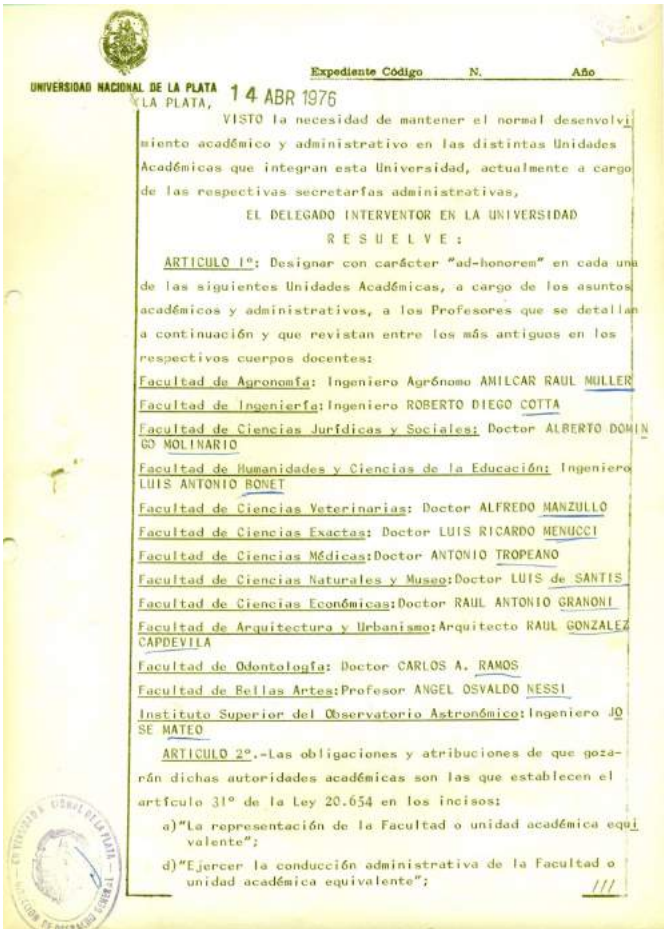 Expediente Código N. Año
UNIVERSIDAD NACIONAL DE LA PLATA
LA PLATA, 14 ABR 1976
VISTO la necesidad de mantener el normal desenvolvi
miento académico y administrativo en las distintas Unidades
Académicas que integran esta Universidad, actualmente a cargo
de las respectivas secretarías administrativas,
EL DELEGADO INTERVENTOR EN LA UNIVERSIDAD
R E S U E L V E :
ARTICULO 1º: Designar con carácter "ad-honorem" en cada una
de las siguientes Unidades Académicas, a cargo de los asuntos
académicos y administrativos, a los Profesores que se detallan
a continuación y que revistan entre los más antiguos en los
respectivos cuerpos docentes:
Facultad de Agronomía: Ingeniero Agrónomo AMILCAR RAUL MULLER
Facultad de Ingeniería: Ingeniero ROBERTO DIEGO COTTA
Facultad de Ciencias Jurídicas y Sociales: Doctor ALBERTO DOMIN
GO MOLINARIO
Facultad de Humanidades y Ciencias de la Educación: Ingeniero
LUIS ANTONIO BONET
Facultad de Ciencias Veterinarias: Doctor ALFREDO MANZULLO
Facultad de Ciencias Exactas: Doctor LUIS RICARDO MENUCCI
Facultad de Ciencias Médicas:Doctor ANTONIO TROPEANO
Facultad de Ciencias Naturales y Museo:Doctor LUIS de SANTIS
Facultad de Ciencias Económicas:Doctor RAUL ANTONIO GRANONI
Facultad de Arquitectura y Urbanismo:Arquitecto RAUL GONZALEZ
CAPDEVILA
Facultad de Odontología: Doctor CARLOS A. RAMOS
Facultad de Bellas Artes:Profesor ANGEL OSVALDO NESSI
Instituto Superior del Observatorio Astronómico:Ingeniero JO
SE MATEO
ARTICULO 2º.-Las obligaciones y atribuciones de que goza-
rán dichas autoridades académicas son las que establecen el
artículo 31º de la Ley 20.654 en los incisos:
a)"La representación de la Facultad o unidad académica equi
valente";
d)"Ejercer la conducción administrativa de la Facultad o
unidad académica equivalente";
///